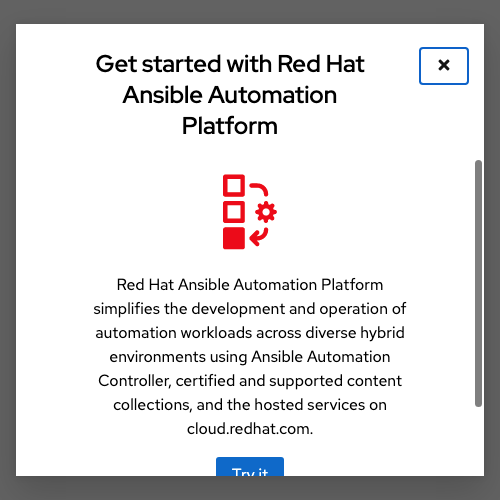 Get started with Red Hat
Ansible Automation
Platform
Red Hat Ansible Automation Platform
simplifies the development and operation of
automation workloads across diverse hybrid
environments using Ansible Automation
Controller, certified and supported content
collections, and the hosted services on
cloud.redhat.com.
Try it